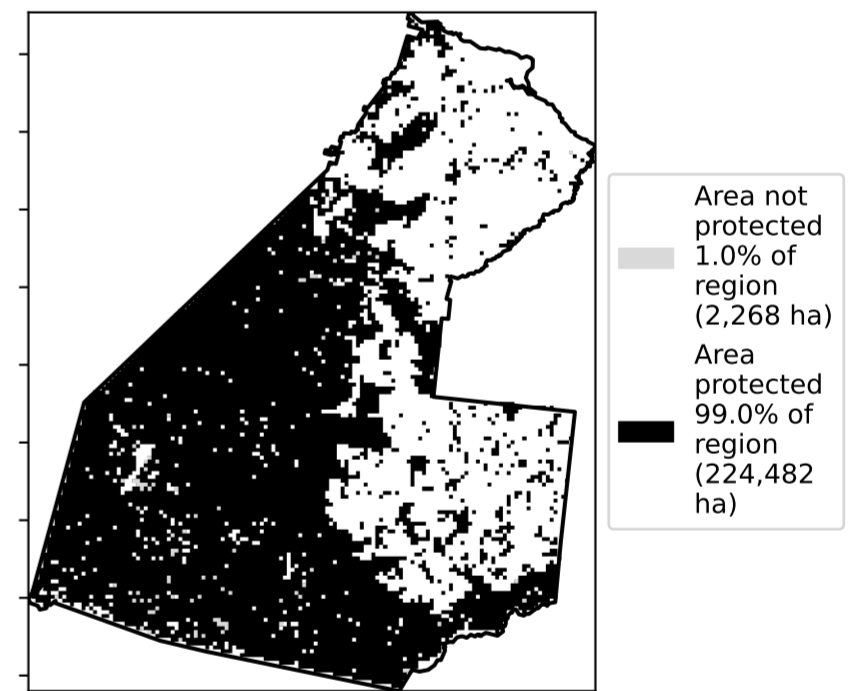 Area not
protected
1.0% of
region
(2,268 ha)
Area
protected
99.0% of
region
(224,482
ha)